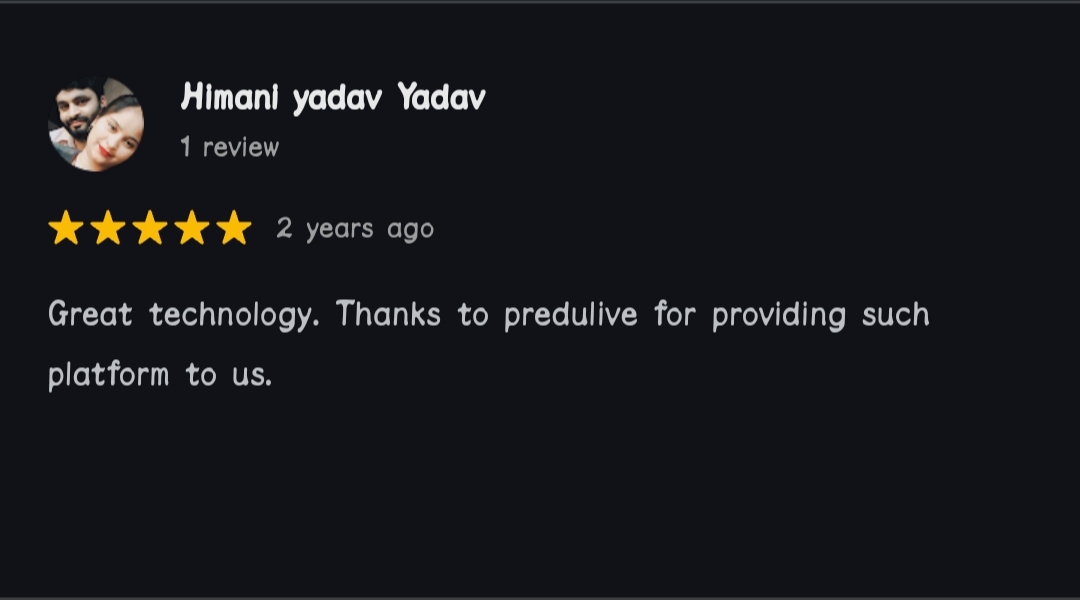 Himani yadav Yadav
1 review
2 years ago
Great technology. Thanks to predulive for providing such
platform to us.